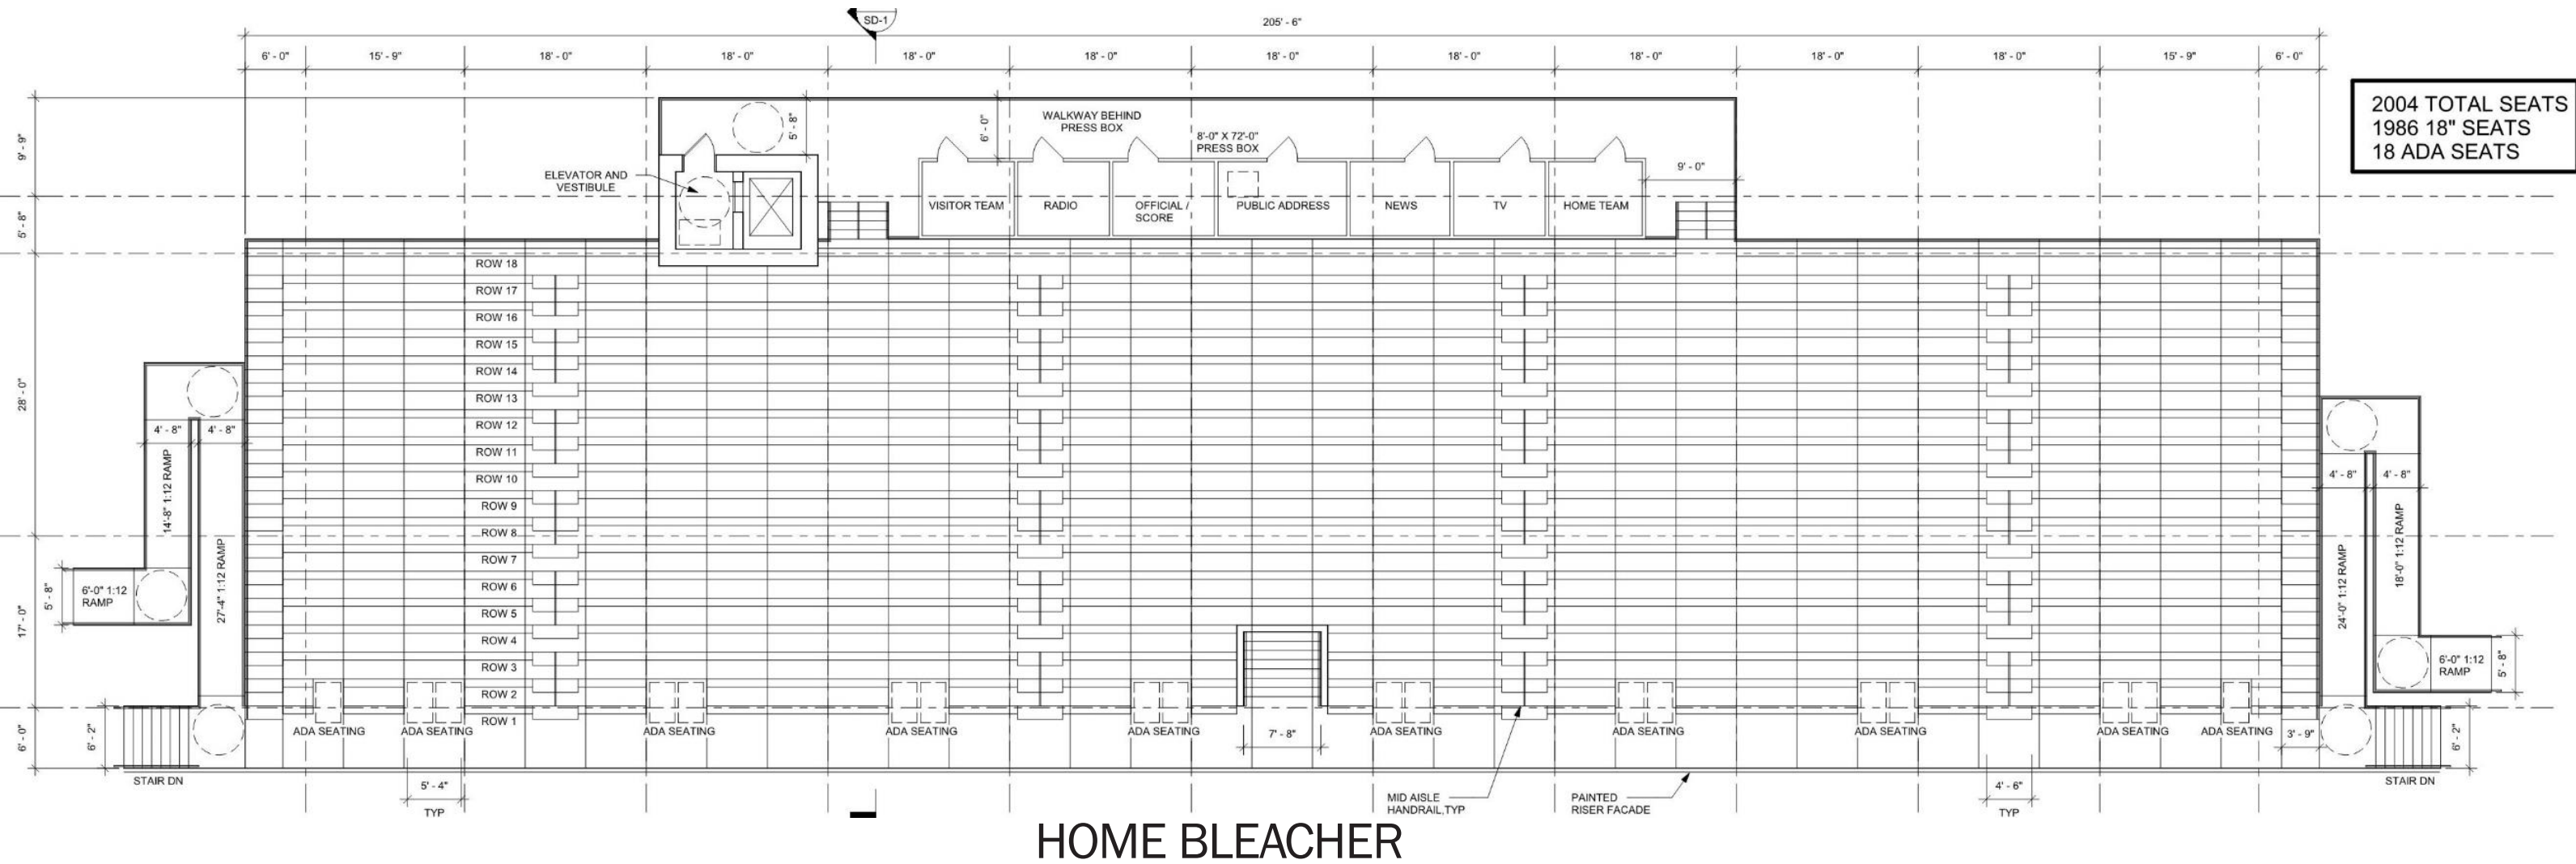 SD-1
205' - 6"
6' - 0"
15' - 9"
18' - 0"
18' - 0"
18' - 0"
18' - 0"
18' - 0"
18' - 0"
18' - 0"
18' - 0"
18' - 0"
15' - 9"
6' - 0"
2004 TOTAL SEATS
1986 18" SEATS
18 ADA SEATS
9' - 9"
5' - 8"
28' - 0"
17' - 0"
6' - 0"
5' - 8"
6' - 0"
WALKWAY BEHIND
PRESS BOX
8'-0" X 72'-0"
PRESS BOX
9' - 0"
ELEVATOR AND
VESTIBULE
VISITOR TEAM
RADIO
OFFICIAL /
SCORE
PUBLIC ADDRESS
NEWS
TV
HOME TEAM
ROW 18
ROW 17
ROW 16
ROW 15
ROW 14
ROW 13
ROW 12
ROW 11
ROW 10
ROW 9
ROW 8
ROW 7
ROW 6
ROW 5
ROW 4
ROW 3
ROW 2
ROW 1
4' - 8"
4' - 8"
14'-8" 1:12 RAMP
27'-4" 1:12 RAMP
5' - 8"
6'-0" 1:12
RAMP
6' - 2"
STAIR DN
4' - 8"
4' - 8"
24'-0" 1:12 RAMP
18'-0" 1:12 RAMP
6'-0" 1:12
RAMP
5' - 8"
6' - 2"
STAIR DN
ADA SEATING
ADA SEATING
ADA SEATING
ADA SEATING
ADA SEATING
ADA SEATING
ADA SEATING
ADA SEATING
ADA SEATING
ADA SEATING
7' - 8"
3' - 9"
5' - 4"
TYP
MID AISLE
HANDRAIL,TYP
PAINTED
RISER FACADE
4' - 6"
TYP
HOME BLEACHER